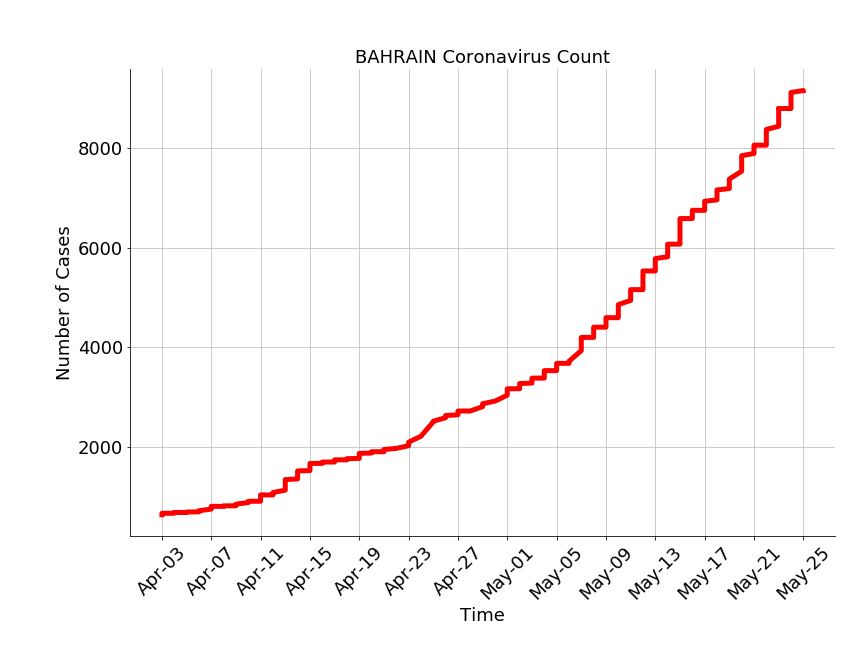 BAHRAIN Coronavirus Count
8000
6000
4000
2000
Number of Cases
Apr-03
Apr-07
Apr-11
Apr-15
Apr-19
Apr-23
Apr-27
May-01
May-05
May-09
May-13
May-17
May-21
May-25
Time